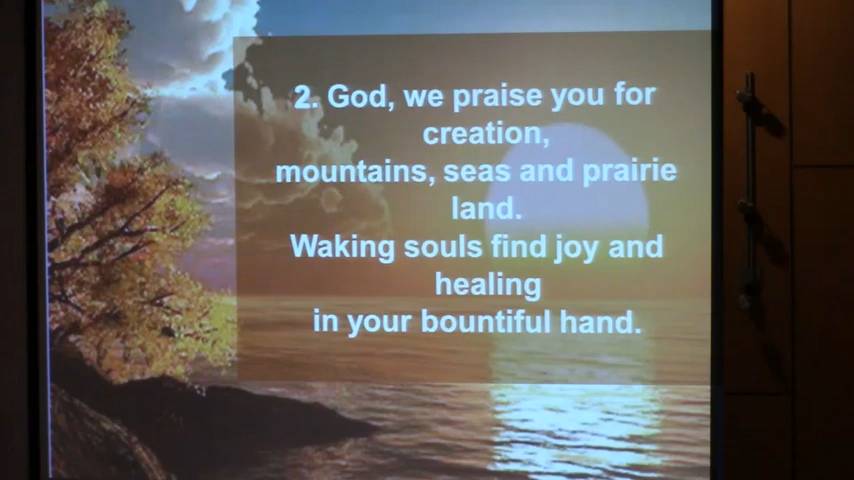 2. God, we praise you for
creation,
mountains, seas and prairie
land.
Waking souls find joy and
healing
in your bountiful hand.